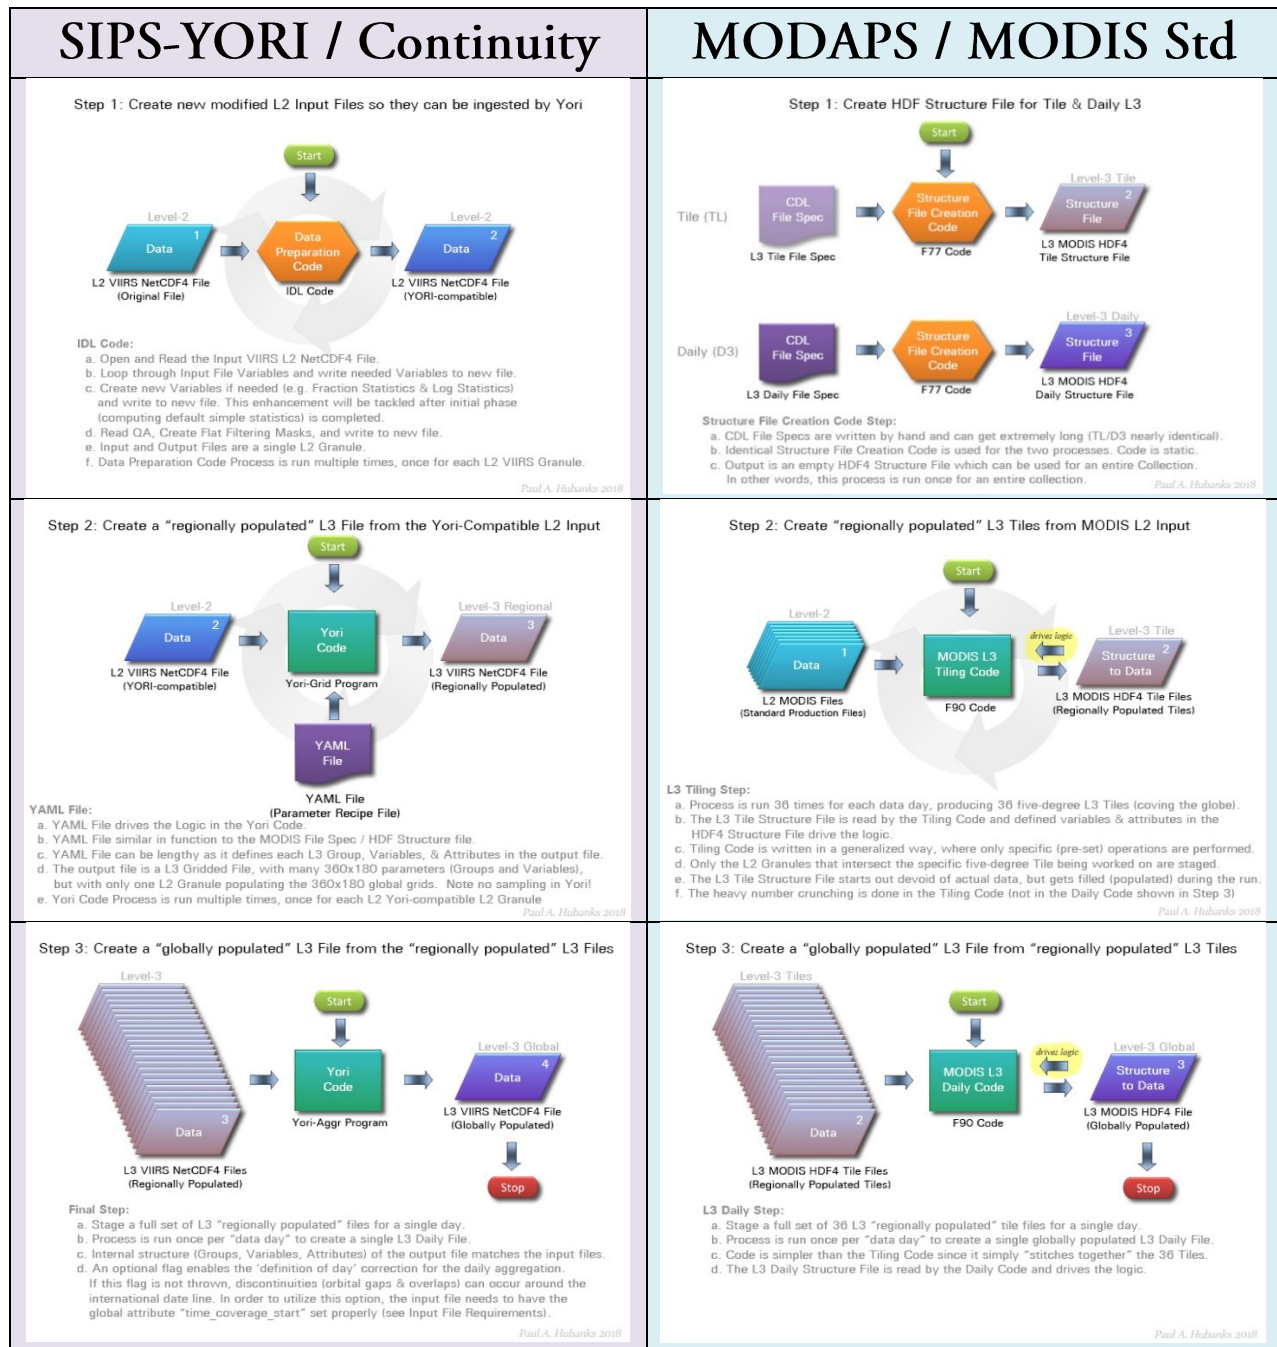 SIPS-YORI / Continuity
MODAPS / MODIS Std
Step 1: Create new modified L2 Input Files so they can be ingested by Yori
Start
Level-2
1
Data
L2 VIIRS NetCDF4 File
(Original File)
Data
Preparation
Code
IDL Code
Level-2
2
Data
L2 VIIRS NetCDF4 File
(YORI-compatible)
IDL Code:
a. Open and Read the Input VIIRS L2 NetCDF4 File.
b. Loop through Input File Variables and write needed Variables to new file.
c. Create new Variables if needed (e.g. Fraction Statistics & Log Statistics)
and write to new file. This enhancement will be tackled after initial phase
(computing default simple statistics) is completed.
d. Read QA, Create Flat Filtering Masks, and write to new file.
e. Input and Output Files are a single L2 Granule.
f. Data Preparation Code Process is run multiple times, once for each L2 VIIRS Granule.
Paul A. Hubanks 2018
Step 1: Create HDF Structure File for Tile & Daily L3
Start
Tile (TL)
CDL
File Spec
L3 Tile File Spec
Structure
File Creation
Code
F77 Code
Level-3 Tile
2
Structure
File
L3 MODIS HDF4
Tile Structure File
Daily (D3)
CDL
File Spec
L3 Daily File Spec
Structure
File Creation
Code
F77 Code
Level-3 Daily
3
Structure
File
L3 MODIS HDF4
Daily Structure File
Structure File Creation Code Step:
a. CDL File Specs are written by hand and can get extremely long (TL/D3 nearly identical).
b. Identical Structure File Creation Code is used for the two processes. Code is static.
c. Output is an empty HDF4 Structure File which can be used for an entire Collection.
In other words, this process is run once for an entire collection.
Paul A. Hubanks 2018
Step 2: Create a “regionally populated” L3 File from the Yori-Compatible L2 Input
Start
Level-2
2
Data
L2 VIIRS NetCDF4 File
(YORI-compatible)
Yori
Code
Yori-Grid Program
Level-3 Regional
3
Data
L3 VIIRS NetCDF4 File
(Regionally Populated)
YAML
File
YAML File
(Parameter Recipe File)
YAML File:
a. YAML File drives the Logic in the Yori Code.
b. YAML File similar in function to the MODIS File Spec / HDF Structure file.
c. YAML File can be lengthy as it defines each L3 Group, Variables, & Attributes in the output file.
d. The output file is a L3 Gridded File, with many 360x180 parameters (Groups and Variables),
but with only one L2 Granule populating the 360x180 global grids. Note no sampling in Yori!
e. Yori Code Process is run multiple times, once for each L2 Yori-compatible L2 Granule
Paul A. Hubanks 2018
Step 2: Create “regionally populated” L3 Tiles from MODIS L2 Input
Start
Level-2
1
Data
L2 MODIS Files
(Standard Production Files)
MODIS L3
Tiling Code
F90 Code
drives logic
Level-3 Tile
2
Structure
to Data
L3 MODIS HDF4 Tile Files
(Regionally Populated Tiles)
L3 Tiling Step:
a. Process is run 36 times for each data day, producing 36 five-degree L3 Tiles (coving the globe).
b. The L3 Tile Structure File is read by the Tiling Code and defined variables & attributes in the
HDF4 Structure File drive the logic.
c. Tiling Code is written in a generalized way, where only specific (pre-set) operations are performed.
d. Only the L2 Granules that intersect the specific five-degree Tile being worked on are staged.
e. The L3 Tile Structure File starts out devoid of actual data, but gets filled (populated) during the run.
f. The heavy number crunching is done in the Tiling Code (not in the Daily Code shown in Step 3)
Paul A. Hubanks 2018
Step 3: Create a “globally populated” L3 File from the “regionally populated” L3 Files
Level-3
3
Data
L3 VIIRS NetCDF4 Files
(Regionally Populated)
Start
Yori
Code
Yori-Aggr Program
Level-3 Global
4
Data
L3 VIIRS NetCDF4 File
(Globally Populated)
Stop
Final Step:
a. Stage a full set of L3 “regionally populated” files for a single day.
b. Process is run once per “data day” to create a single L3 Daily File.
c. Internal structure (Groups, Variables, Attributes) of the output file matches the input files.
d. An optional flag enables the ‘definition of day’ correction for the daily aggregation.
If this flag is not thrown, discontinuities (orbital gaps & overlaps) can occur around the
international date line. In order to utilize this option, the input file needs to have the
global attribute “time_coverage_start” set properly (see Input File Requirements).
Paul A. Hubanks 2018
Step 3: Create a “globally populated” L3 File from “regionally populated” L3 Tiles
Level-3 Tiles
2
Data
L3 MODIS HDF4 Tile Files
(Regionally Populated Tiles)
Start
MODIS L3
Daily Code
F90 Code
drives logic
Level-3 Global
3
Structure
to Data
L3 MODIS HDF4 File
(Globally Populated)
Stop
L3 Daily Step:
a. Stage a full set of 36 L3 “regionally populated” tile files for a single day.
b. Process is run once per “data day” to create a single globally populated L3 Daily File.
c. Code is simpler than the Tiling Code since it simply “stitches together” the 36 Tiles.
d. The L3 Daily Structure File is read by the Daily Code and drives the logic.
Paul A. Hubanks 2018